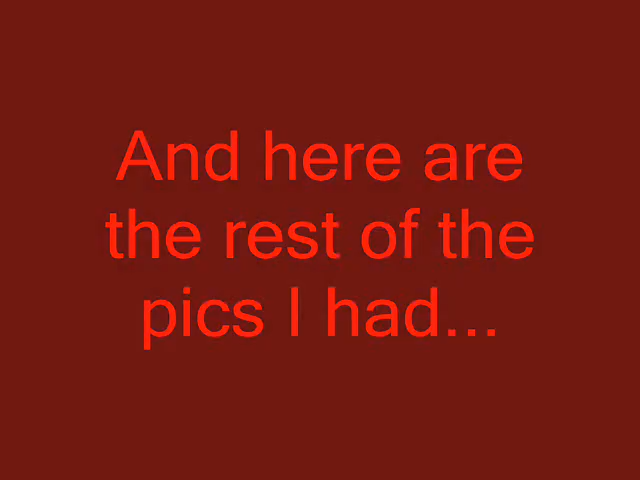 And here are
the rest of the
pics I had...